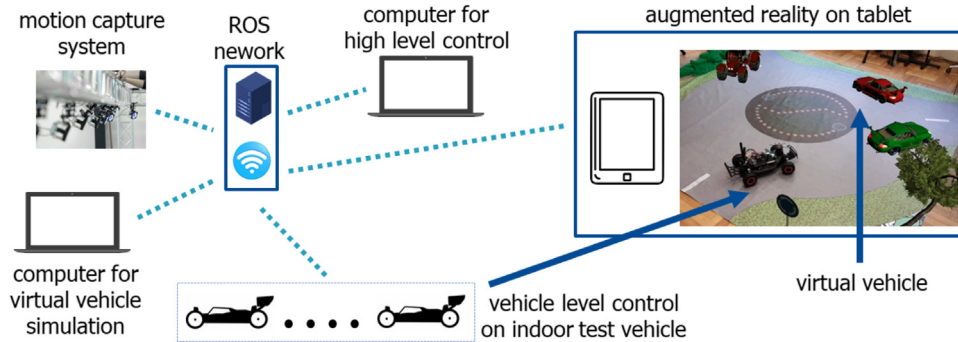 motion capture
system
ROS
nework
computer for
high level control
augmented reality on tablet
computer for
virtual vehicle
simulation
vehicle level control
on indoor test vehicle
virtual vehicle